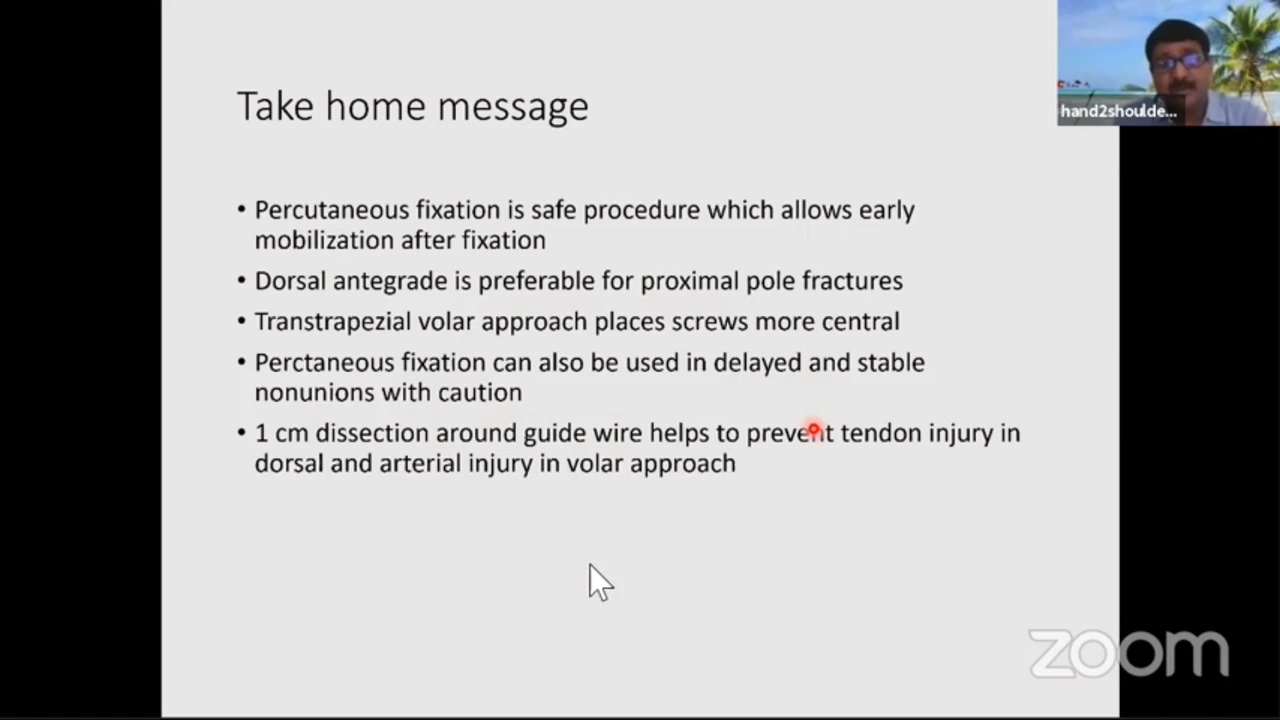 Take home message
• Percutaneous fixation is safe procedure which allows early
mobilization after fixation
• Dorsal antegrade is preferable for proximal pole fractures
• Transtrapezial volar approach places screws more central
• Perctaneous fixation can also be used in delayed and stable
nonunions with caution
• 1 cm dissection around guide wire helps to prevent tendon injury in
dorsal and arterial injury in volar approach
hand2shoulde...
zoom